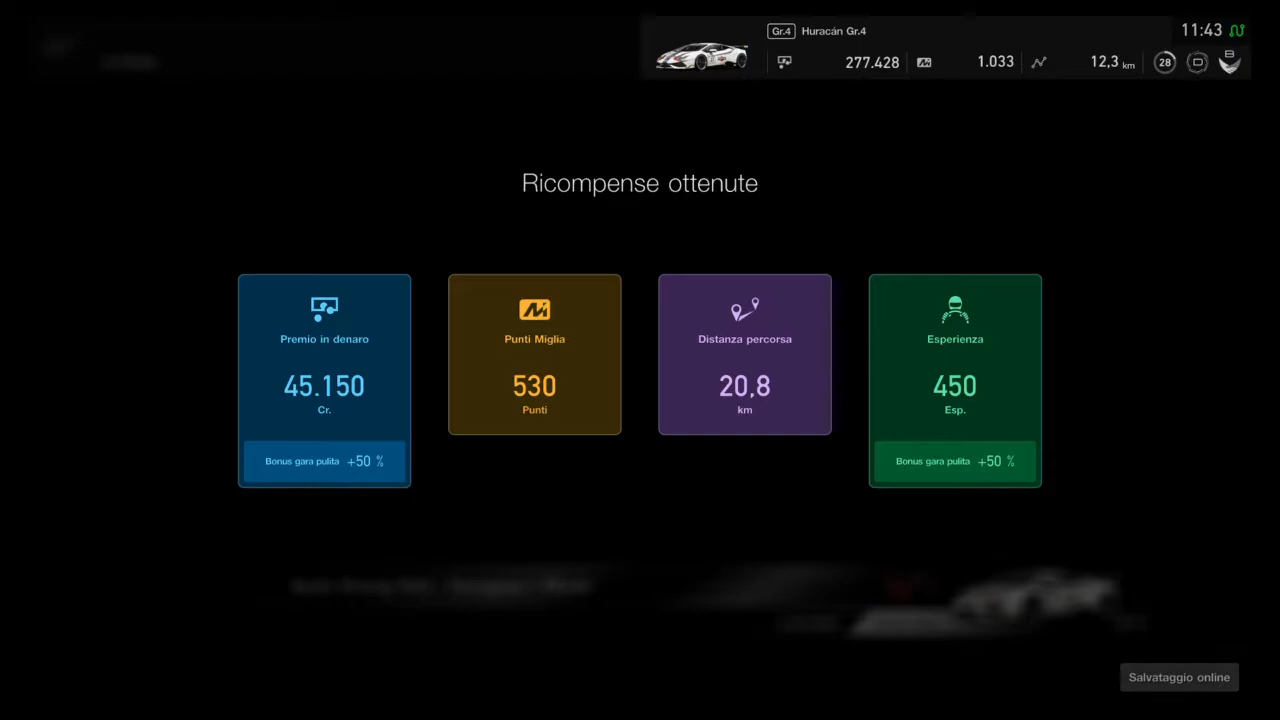 Gr.4 Huracán Gr.4
11:43
277.428
1.033
12,3 km
28
D
B
Ricompense ottenute
Premio in denaro
45.150
Cr.
Bonus gara pulita +50 %
Punti Miglia
530
Punti
Distanza percorsa
20,8
km
Esperienza
450
Esp.
Bonus gara pulita +50 %
Salvataggio online